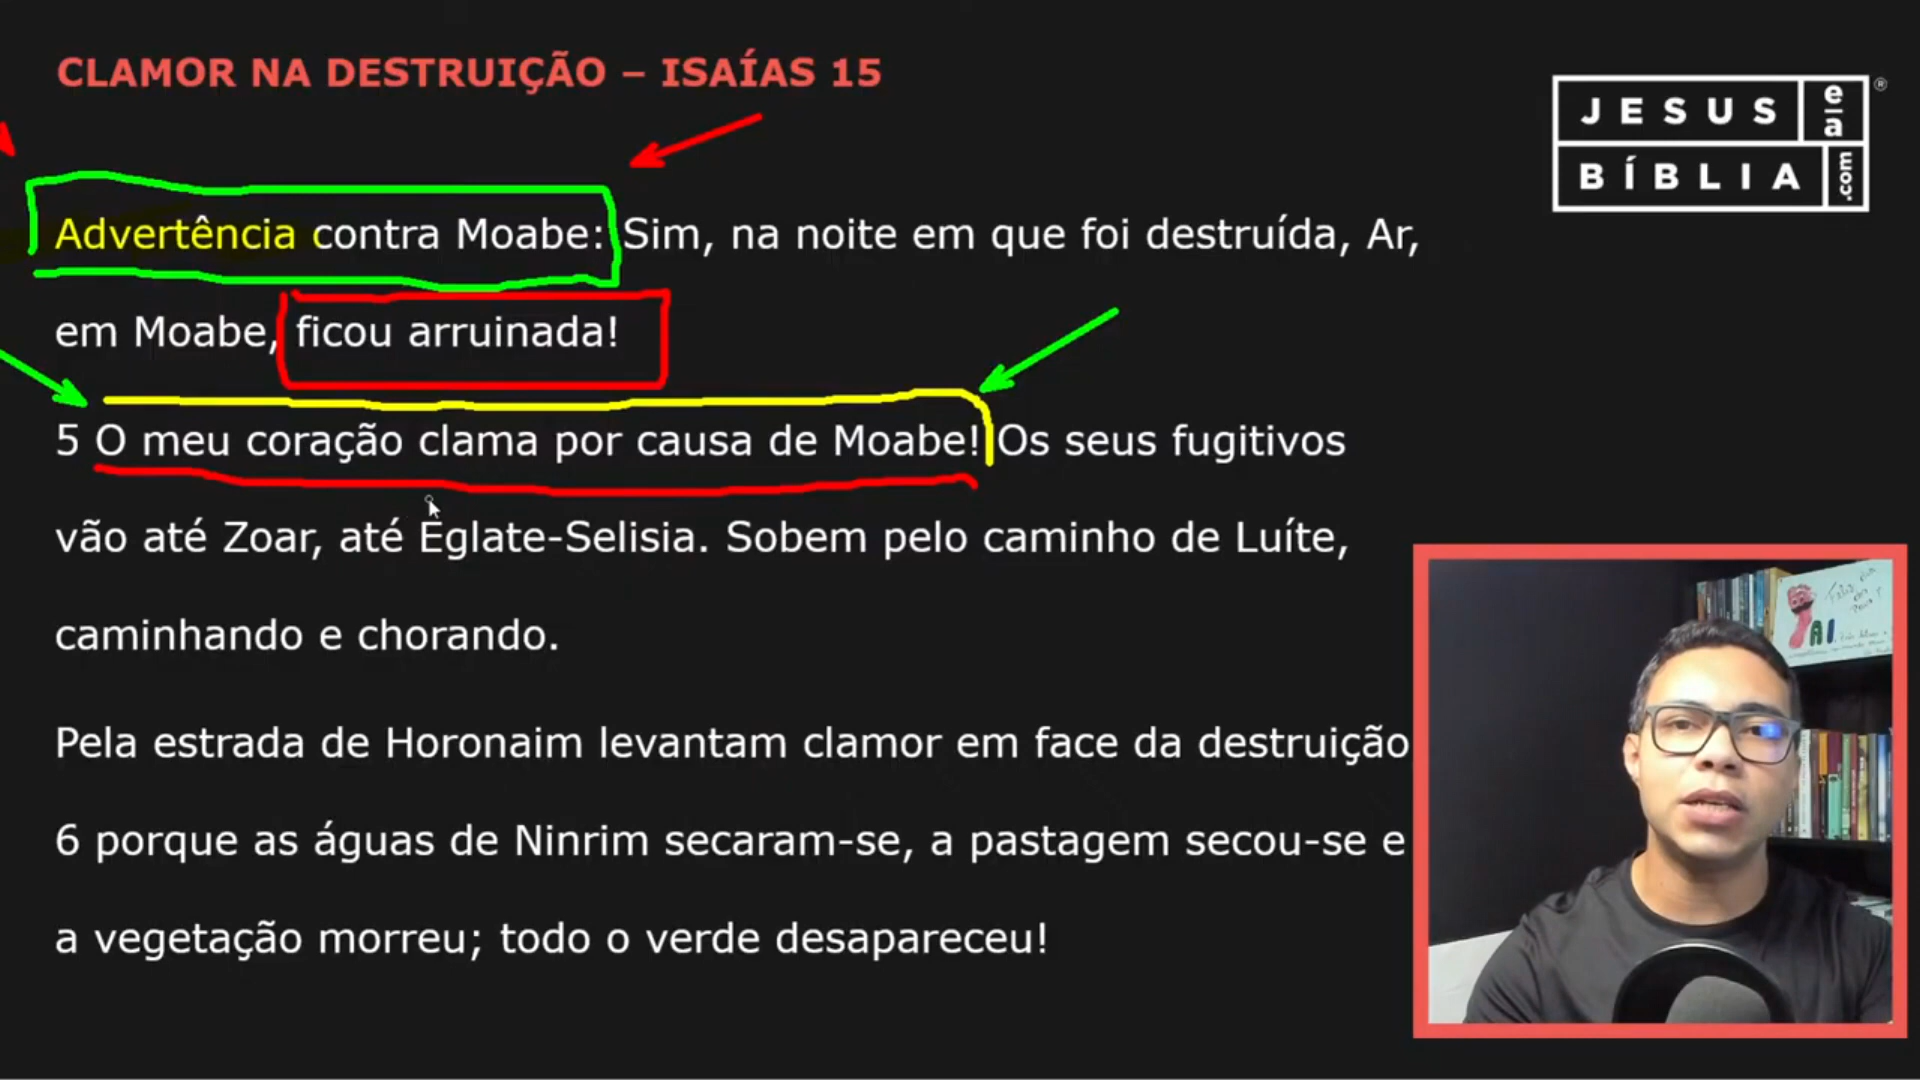 CLAMOR NA DESTRUIÇÃO – ISAÍAS 15
JESUS e a
BÍBLIA .com
®
Advertência contra Moabe: Sim, na noite em que foi destruída, Ar,
em Moabe, ficou arruinada!
5 O meu coração clama por causa de Moabe! Os seus fugitivos
vão até Zoar, até Eglate-Selisia. Sobem pelo caminho de Luíte,
caminhando e chorando.
Pela estrada de Horonaim levantam clamor em face da destruição
6 porque as águas de Ninrim secaram-se, a pastagem secou-se e
a vegetação morreu; todo o verde desapareceu!